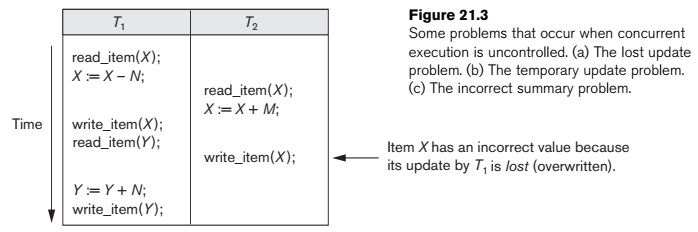 T1 T2
read_item(X);
X := X – N;
read_item(X);
X := X + M;
Time
write_item(X);
read_item(Y);
write_item(X);
Y := Y + N;
write_item(Y);
Figure 21.3
Some problems that occur when concurrent
execution is uncontrolled. (a) The lost update
problem. (b) The temporary update problem.
(c) The incorrect summary problem.
Item X has an incorrect value because
its update by T1 is lost (overwritten).